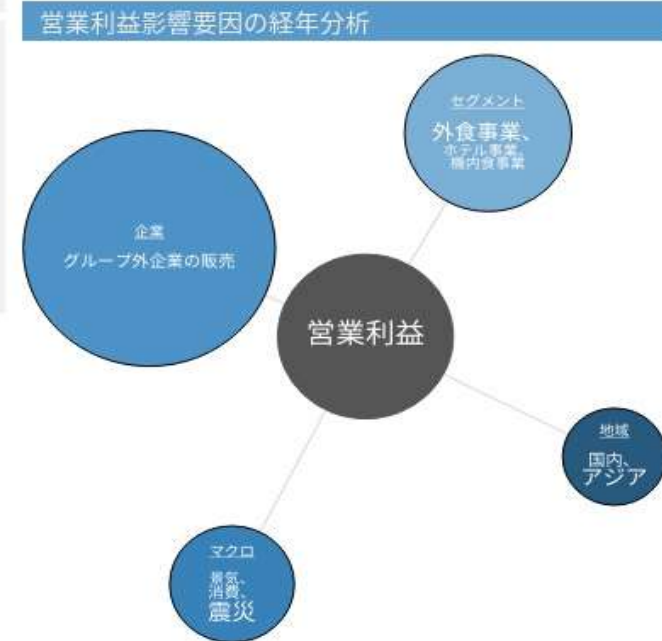 営業利益影響要因の経年分析
セグメント
外食事業、
ホテル事業、
機内食事業
企業
グループ外企業の販売
営業利益
地域
国内、
アジア
マクロ
景気、
消費、
震災